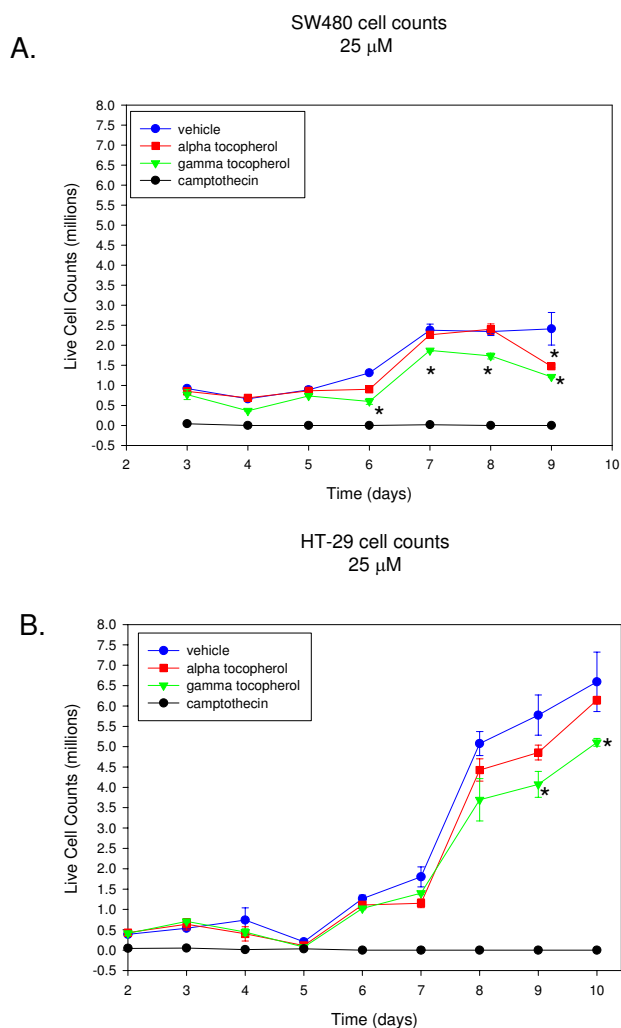 SW480 cell counts
25 μM
A.
8.0
7.5
7.0
6.5
6.0
5.5
5.0
4.5
4.0
3.5
3.0
2.5
2.0
1.5
1.0
0.5
0.0
-0.5
Live Cell Counts (millions)
vehicle
alpha tocopherol
gamma tocopherol
camptothecin
*
*
*
*
*
2 3 4 5 6 7 8 9 10
Time (days)
HT-29 cell counts
25 μM
B.
8.0
7.5
7.0
6.5
6.0
5.5
5.0
4.5
4.0
3.5
3.0
2.5
2.0
1.5
1.0
0.5
0.0
-0.5
Live Cell Counts (millions)
vehicle
alpha tocopherol
gamma tocopherol
camptothecin
*
*
2 3 4 5 6 7 8 9 10
Time (days)